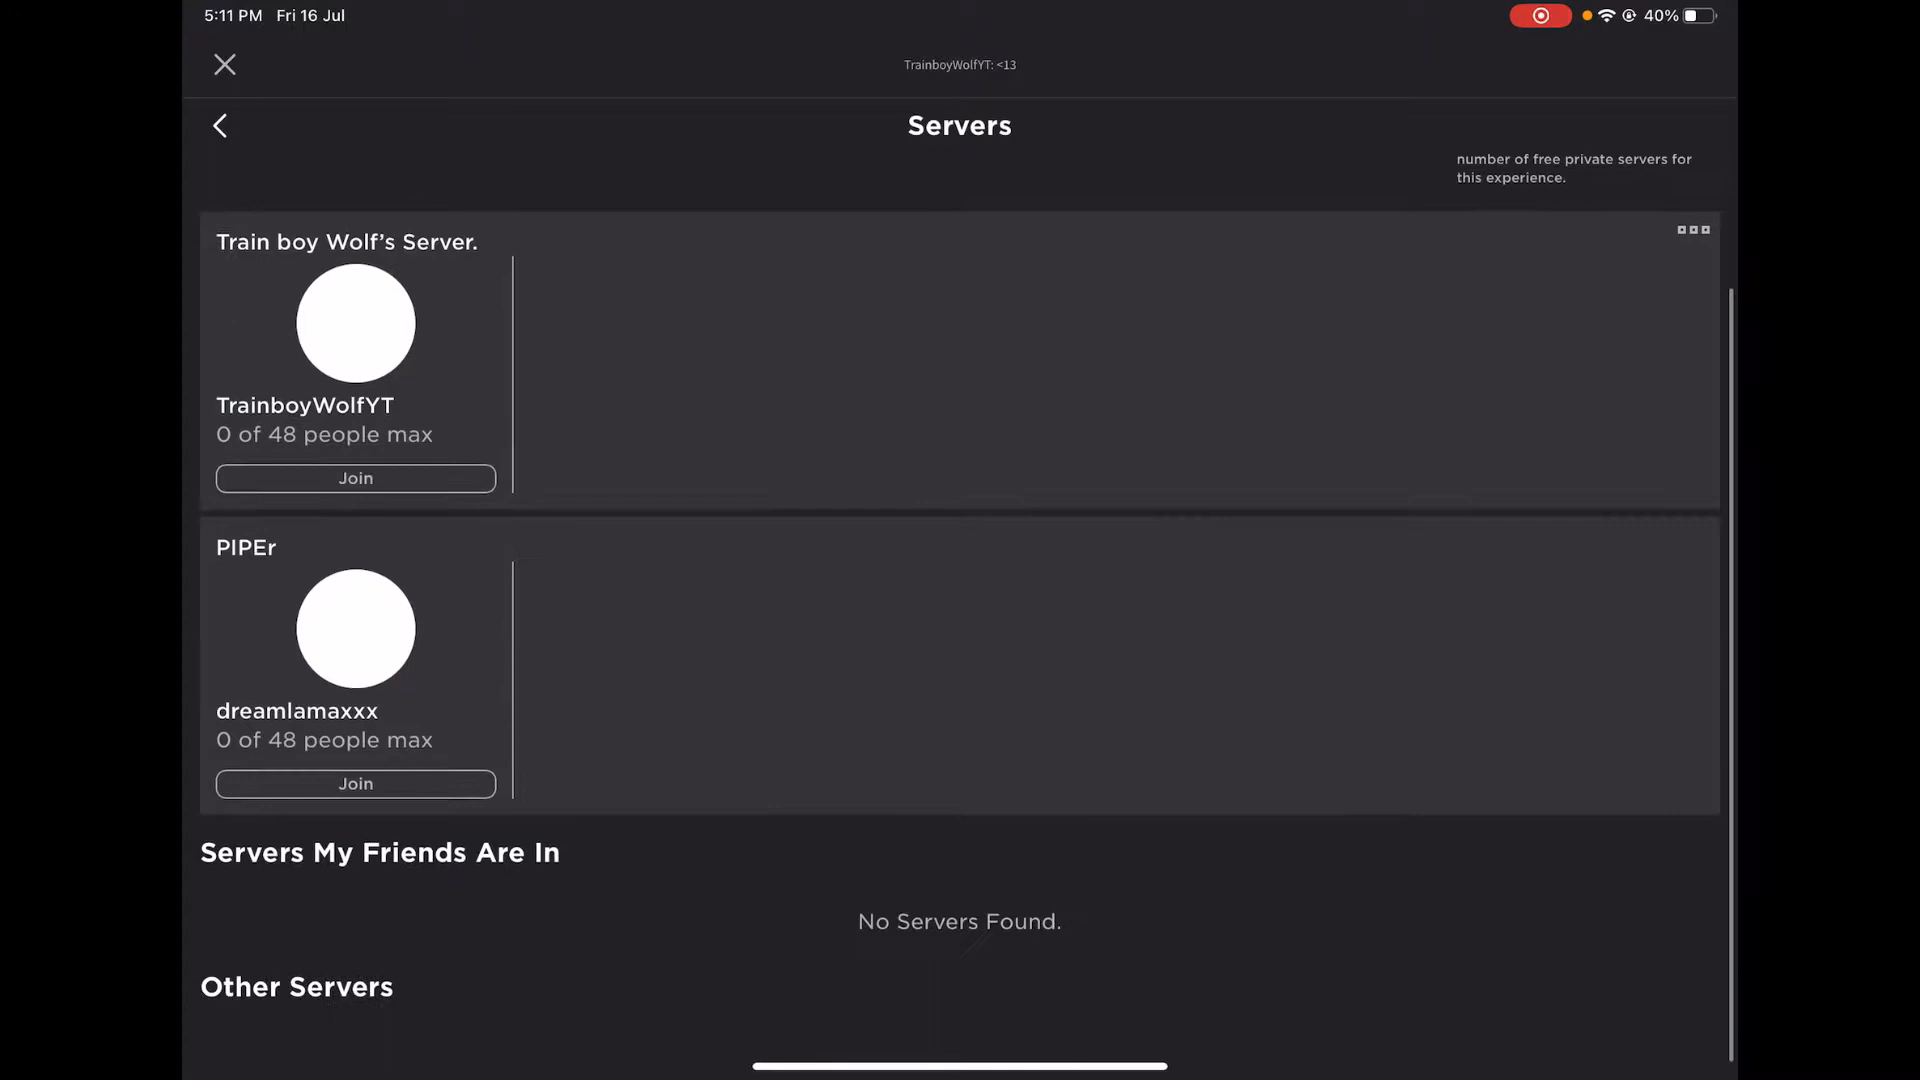 5:11 PM Fri 16 Jul
40%
TrainboyWolfYT: <13
Servers
number of free private servers for
this experience.
Train boy Wolf’s Server.
TrainboyWolfYT
0 of 48 people max
Join
PIPEr
dreamlamaxxx
0 of 48 people max
Join
Servers My Friends Are In
No Servers Found.
Other Servers